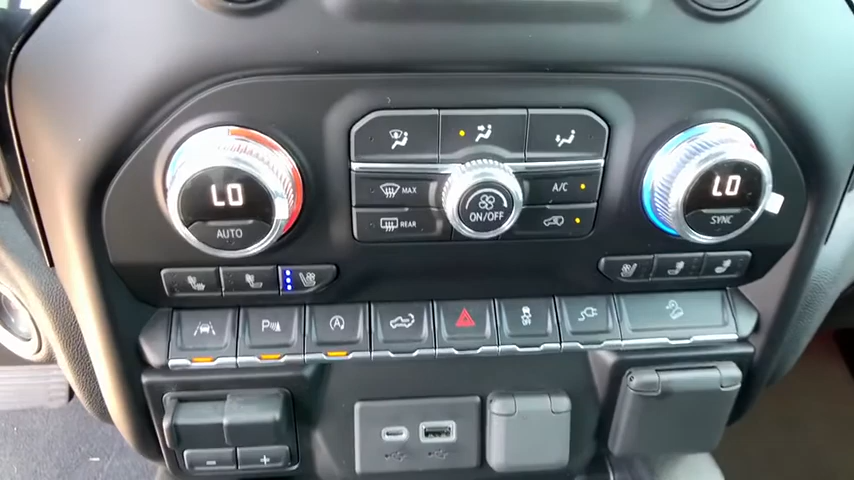 LO
AUTO
MAX
REAR
ON/OFF
A/C
LO
SYNC
P
A
- +